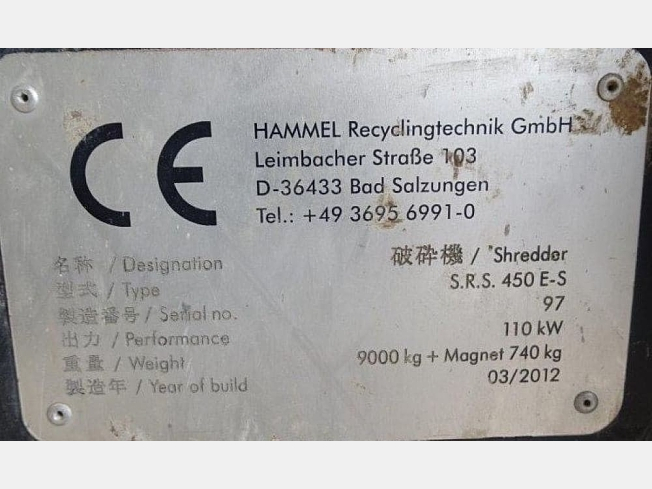 CE
HAMMEL Recyclingtechnik GmbH
Leimbacher Straße 103
D-36433 Bad Salzungen
Tel.: +49 3695 6991-0
名称 / Designation 破砕機 / Shredder
型式 / Type S.R.S. 450 E-S
製造番号 / Serial no. 97
出力 / Performance 110 kW
重量 / Weight 9000 kg + Magnet 740 kg
製造年 / Year of build 03/2012